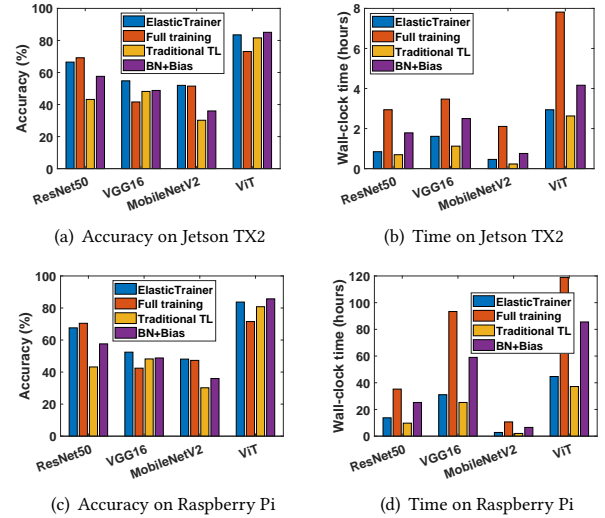 100
80
60
40
20
0
Accuracy (%)
ElasticTrainer
Full training
Traditional TL
BN+Bias
ResNet50
VGG16
MobileNetV2
ViT
(a) Accuracy on Jetson TX2
8
6
4
2
0
Wall-clock time (hours)
ElasticTrainer
Full training
Traditional TL
BN+Bias
ResNet50
VGG16
MobileNetV2
ViT
(b) Time on Jetson TX2
100
80
60
40
20
0
Accuracy (%)
ElasticTrainer
Full training
Traditional TL
BN+Bias
ResNet50
VGG16
MobileNetV2
ViT
(c) Accuracy on Raspberry Pi
120
100
80
60
40
20
0
Wall-clock time (hours)
ElasticTrainer
Full training
Traditional TL
BN+Bias
ResNet50
VGG16
MobileNetV2
ViT
(d) Time on Raspberry Pi